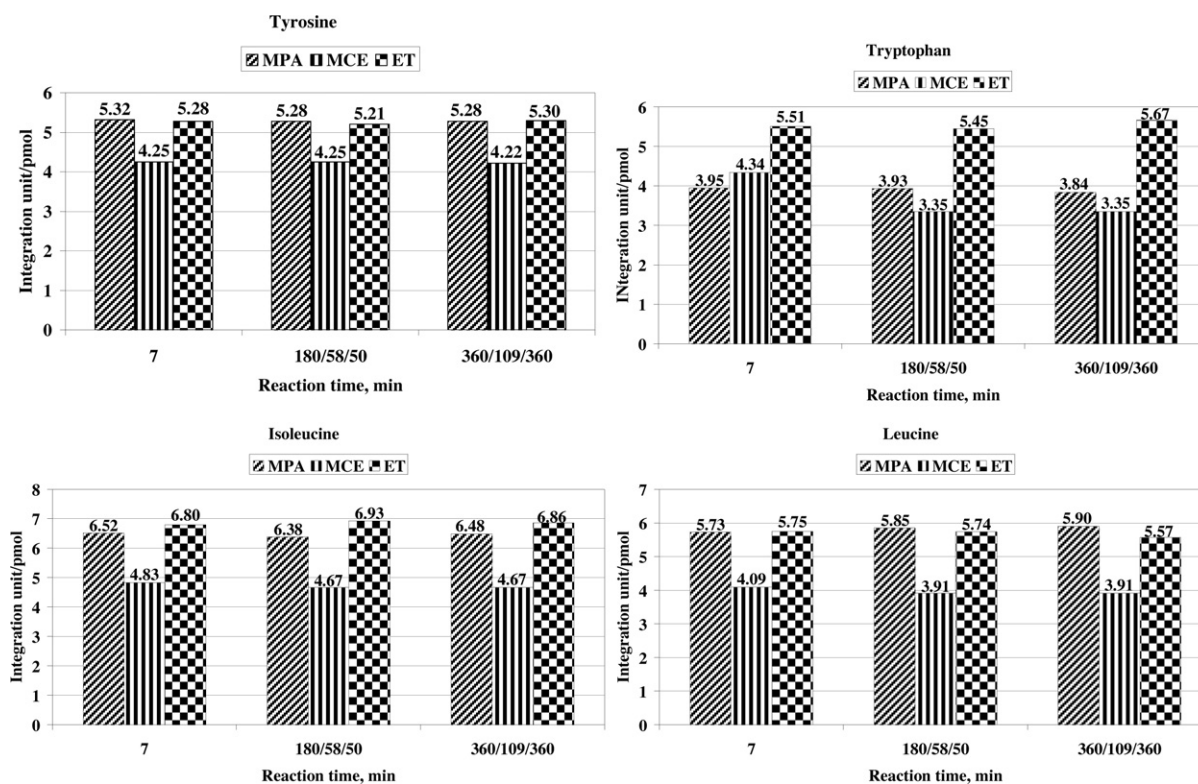 Tyrosine
MPA MCE ET
Integration unit/pmol
6
5
4
3
2
1
0
5.32 4.25 5.28
5.28 4.25 5.21
5.28 4.22 5.30
7 180/58/50 360/109/360
Reaction time, min
Tryptophan
MPA MCE ET
INtegration unit/pmol
6
5
4
3
2
1
0
3.95 4.34 5.51
3.93 3.35 5.45
3.84 3.35 5.67
7 180/58/50 360/109/360
Reaction time, min
Isoleucine
MPA MCE ET
Integration unit/pmol
8
7
6
5
4
3
2
1
0
6.52 4.83 6.80
6.38 4.67 6.93
6.48 4.67 6.86
7 180/58/50 360/109/360
Reaction time, min
Leucine
MPA MCE ET
Integration unit/pmol
7
6
5
4
3
2
1
0
5.73 4.09 5.75
5.85 3.91 5.74
5.90 3.91 5.57
7 180/58/50 360/109/360
Reaction time, min